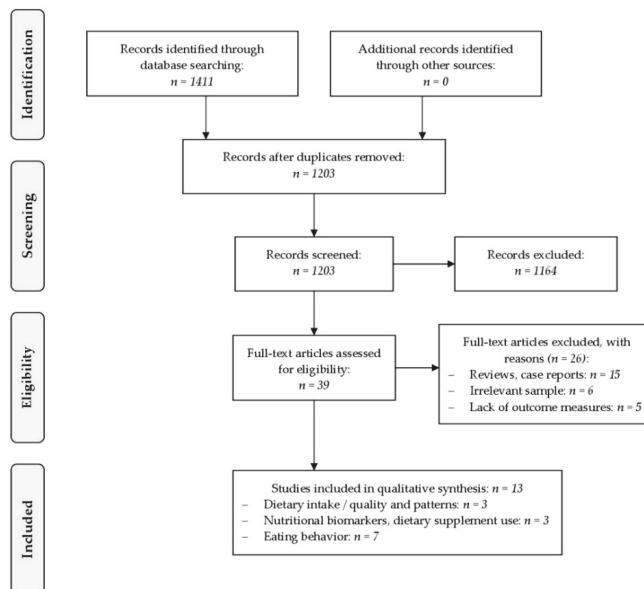 Identification
Records identified through
database searching:
n = 1411
Additional records identified
through other sources:
n = 0
Records after duplicates removed:
n = 1203
Screening
Records screened:
n = 1203
Records excluded:
n = 1164
Eligibility
Full-text articles assessed
for eligibility:
n = 39
Full-text articles excluded, with
reasons (n = 26):
– Reviews, case reports: n = 15
– Irrelevant sample: n = 6
– Lack of outcome measures: n = 5
Included
Studies included in qualitative synthesis: n = 13
– Dietary intake / quality and patterns: n = 3
– Nutritional biomarkers, dietary supplement use: n = 3
– Eating behavior: n = 7